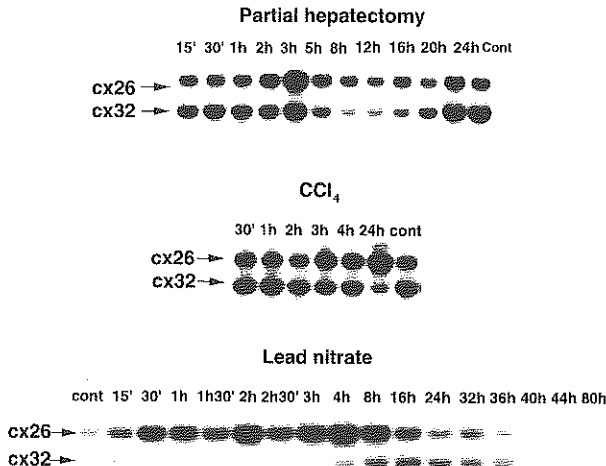 Partial hepatectomy
15' 30' 1h 2h 3h 5h 8h 12h 16h 20h 24h Cont
cx26
cx32
CCl₄
30' 1h 2h 3h 4h 24h cont
cx26
cx32
Lead nitrate
cont 15' 30' 1h 1h30' 2h 2h30' 3h 4h 8h 16h 24h 32h 36h 40h 44h 80h
cx26
cx32